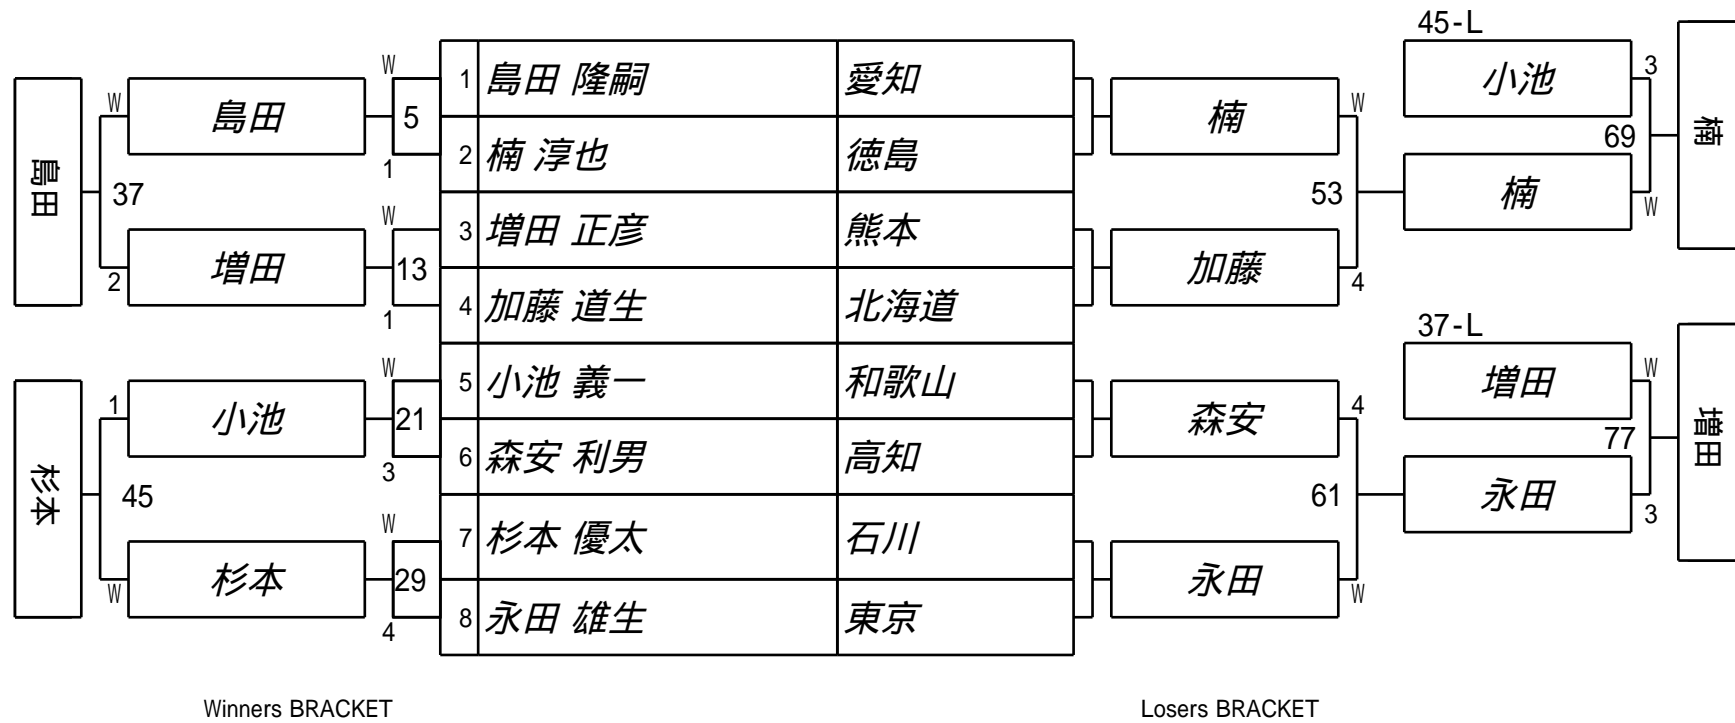 45-L
W
1 島田 隆嗣 愛知
小池 3
W 島田 5 楠 W
楠
1 2 楠 淳也 徳島
69
島田 37 53 楠 W
W
3 増田 正彦 熊本
2 増田 13 加藤 4
1 4 加藤 道生 北海道
37-L
W
5 小池 義一 和歌山
増田 W
1 小池 21 森安 4
増田
3 6 森安 利男 高知
77
杉本 45 61 永田 3
W
7 杉本 優太 石川
W 杉本 29 永田 W
4 8 永田 雄生 東京
Winners BRACKET Losers BRACKET